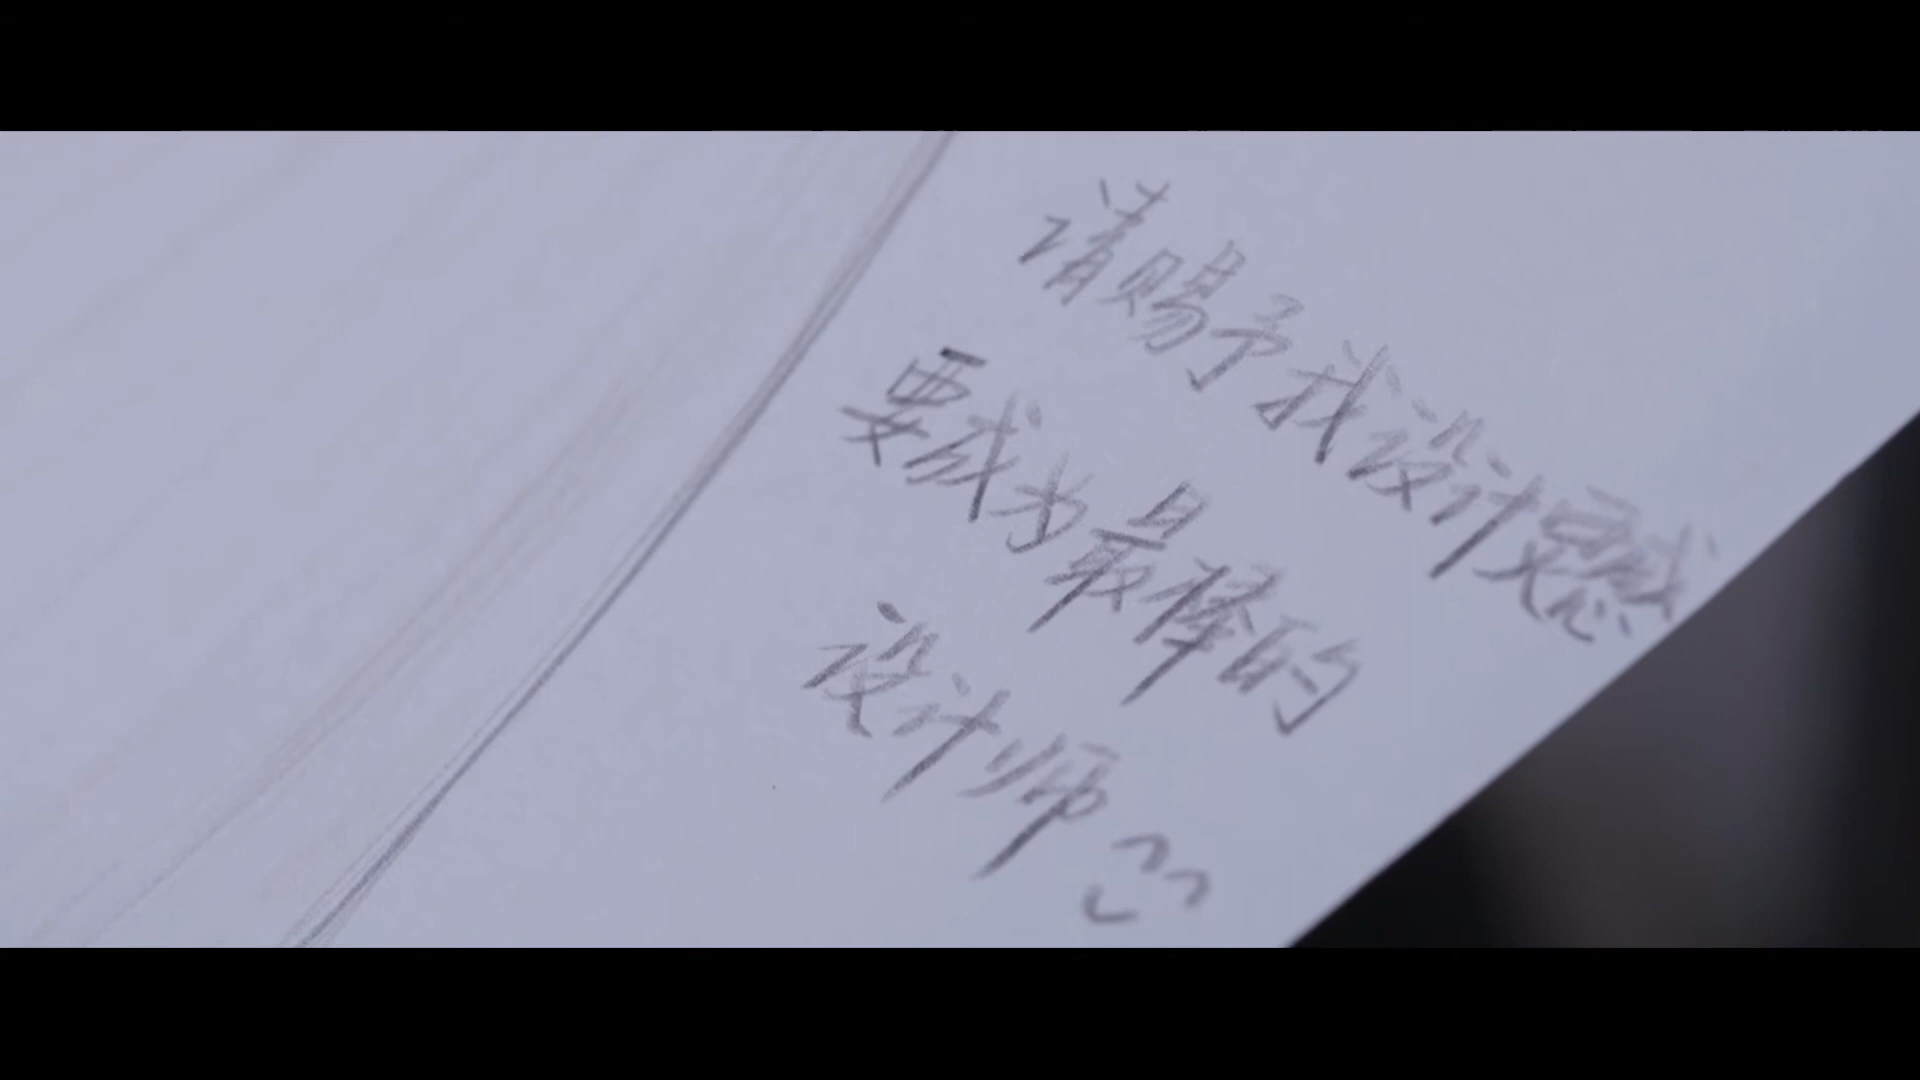 请赐予我设计灵感
要成为最棒的
设计师